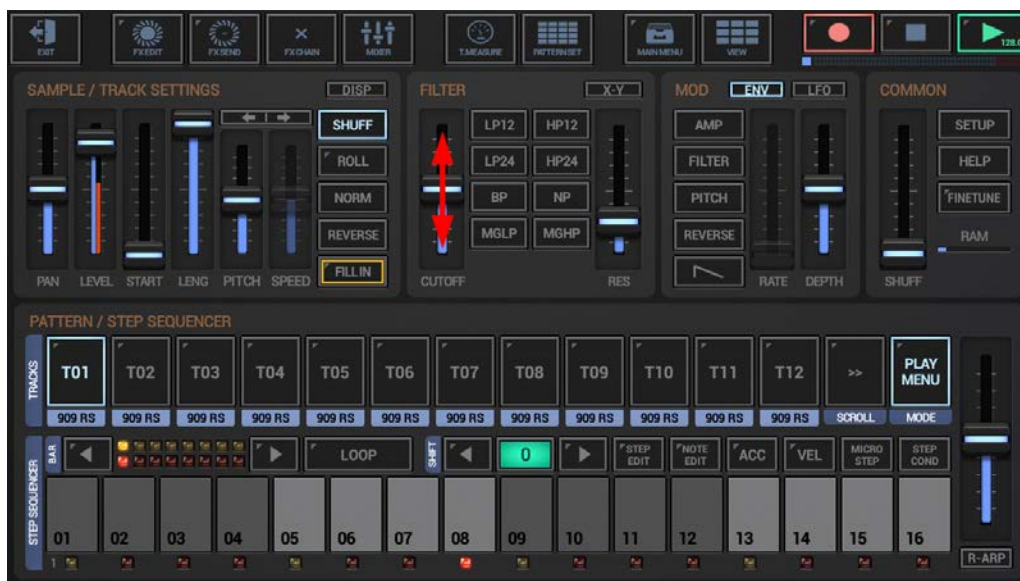 EXIT FX EDIT FX SEND FX CHAIN MIXER T.MEASURE PATTERN SET MAIN MENU VIEW 128.0
SAMPLE / TRACK SETTINGS DISP FILTER X-Y MOD ENV LFO COMMON
SHUFF LP12 HP12 AMP SETUP
ROLL LP24 HP24 FILTER HELP
NORM BP NP PITCH FINETUNE
REVERSE MGLP MGHP REVERSE RAM
FILL IN
PAN LEVEL START LENG PITCH SPEED CUTOFF RES RATE DEPTH SHUFF
PATTERN / STEP SEQUENCER
TRACKS
T01 T02 T03 T04 T05 T06 T07 T08 T09 T10 T11 T12 >> PLAY MENU
909 RS 909 RS 909 RS 909 RS 909 RS 909 RS 909 RS 909 RS 909 RS 909 RS 909 RS 909 RS SCROLL MODE
BAR LOOP SHIFT 0 STEP EDIT NOTE EDIT ACC VEL MICRO STEP STEP COND
STEP SEQUENCER
01 02 03 04 05 06 07 08 09 10 11 12 13 14 15 16
1 R-ARP